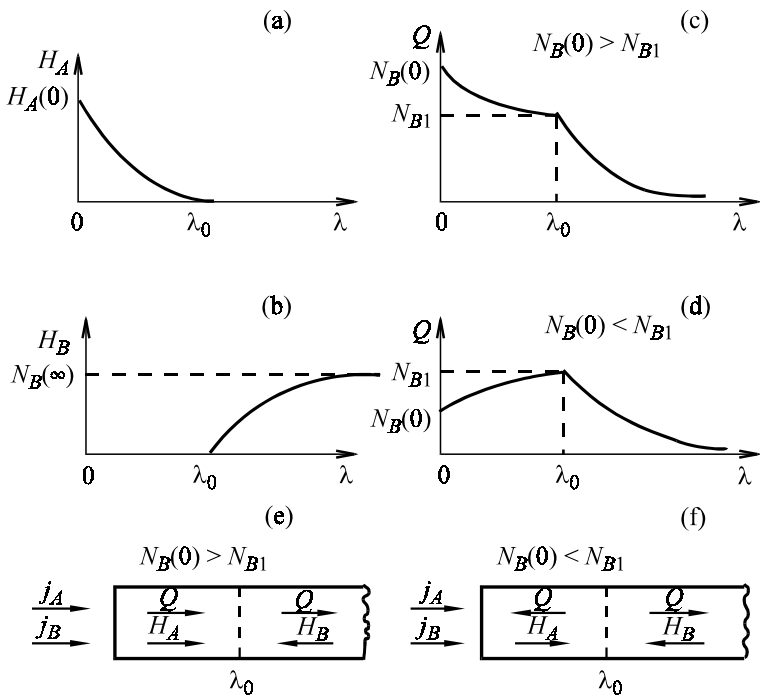 (a)
H_A
H_A(0)
0
λ_0
λ
(c)
Q
N_B(0) > N_B1
N_B(0)
N_B1
0
λ_0
λ
(b)
H_B
N_B(∞)
0
λ_0
λ
(d)
Q
N_B(0) < N_B1
N_B1
N_B(0)
0
λ_0
λ
(e)
N_B(0) > N_B1
j_A
Q Q
j_B
H_A H_B
λ_0
(f)
N_B(0) < N_B1
j_A
Q Q
j_B
H_A H_B
λ_0